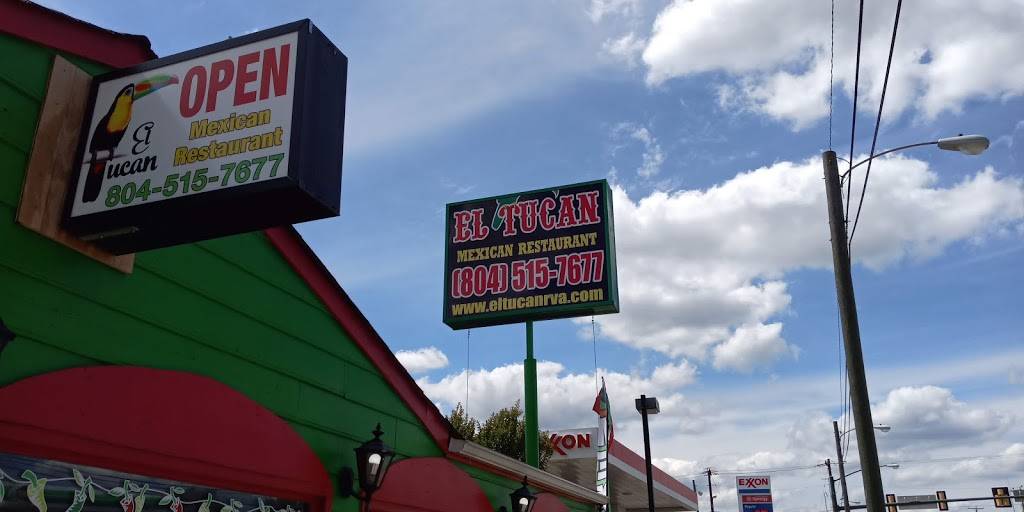 OPEN
Mexican
Restaurant
El
Tucan
804-515-7677
EL TUCAN
MEXICAN RESTAURANT
(804) 515-7677
www.eltucanrva.com
EXXON
EXXON